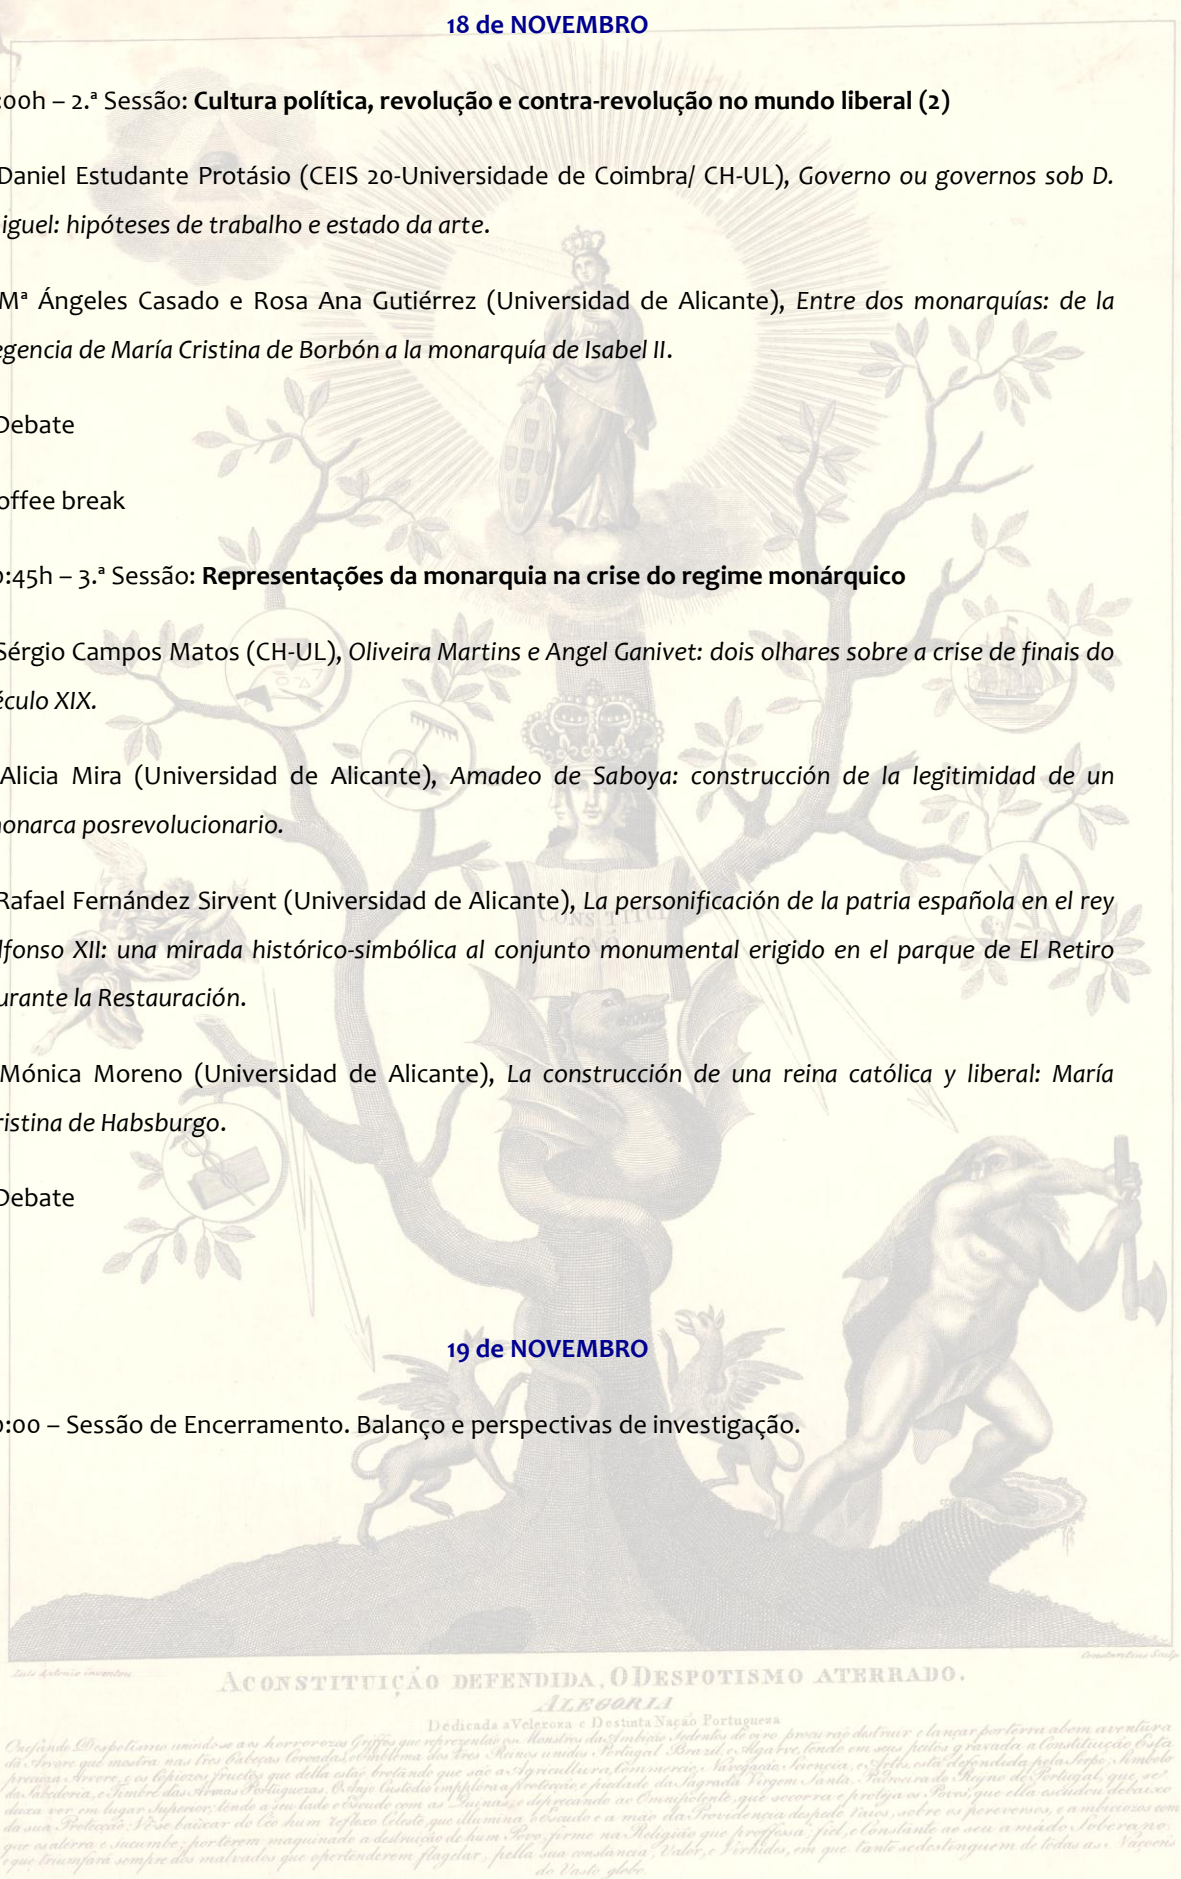 18 de NOVEMBRO
:00h – 2.ª Sessão: Cultura política, revolução e contra-revolução no mundo liberal (2)
Daniel Estudante Protásio (CEIS 20-Universidade de Coimbra/ CH-UL), Governo ou governos sob D.
iguel: hipóteses de trabalho e estado da arte.
Mª Ángeles Casado e Rosa Ana Gutiérrez (Universidad de Alicante), Entre dos monarquías: de la
egencia de María Cristina de Borbón a la monarquía de Isabel II.
Debate
offee break
0:45h – 3.ª Sessão: Representações da monarquia na crise do regime monárquico
Sérgio Campos Matos (CH-UL), Oliveira Martins e Angel Ganivet: dois olhares sobre a crise de finais do
éculo XIX.
Alicia Mira (Universidad de Alicante), Amadeo de Saboya: construcción de la legitimidad de un
onarca posrevolucionario.
Rafael Fernández Sirvent (Universidad de Alicante), La personificación de la patria española en el rey
lfonso XII: una mirada histórico-simbólica al conjunto monumental erigido en el parque de El Retiro
urante la Restauración.
Mónica Moreno (Universidad de Alicante), La construcción de una reina católica y liberal: María
ristina de Habsburgo.
Debate
19 de NOVEMBRO
0:00 – Sessão de Encerramento. Balanço e perspectivas de investigação.
A CONSTITUIÇÃO DEFENDIDA, O DESPOTISMO ATERRADO.
ALEGORIA
Dedicada a Veleroza e Destinta Nação Portugueza
do Vasto globo.